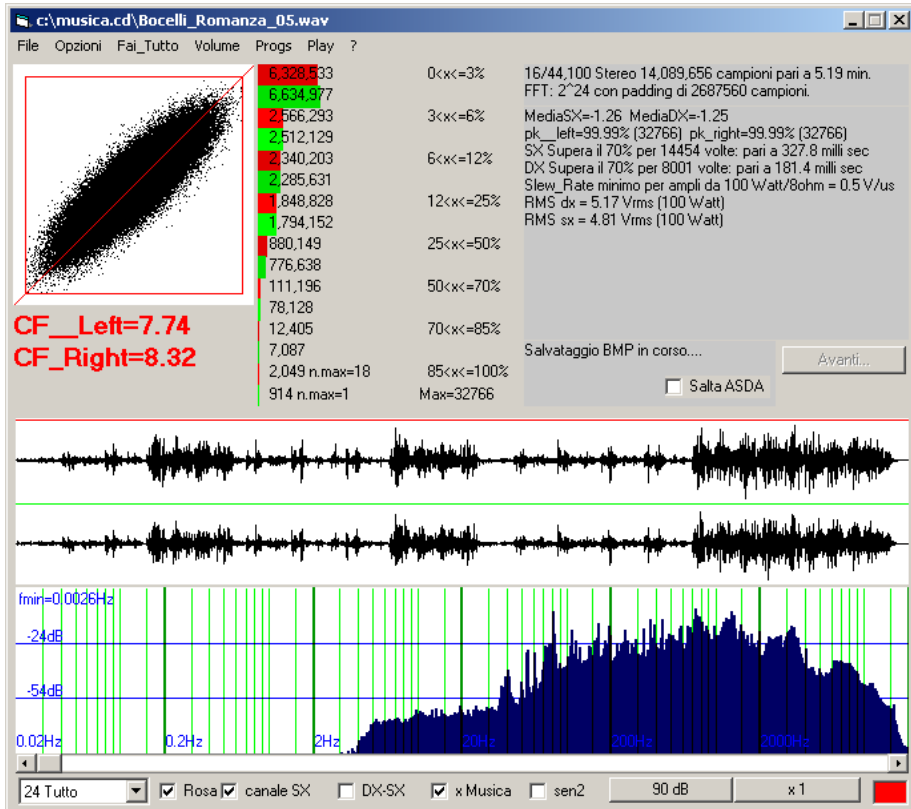 c:\musica.cd\Bocelli_Romanza_05.wav
File Opzioni Fai_Tutto Volume Progs Play ?
6,328,533 0<x<=3%
6,634,977
2,566,293 3<x<=6%
2,512,129
2,340,203 6<x<=12%
2,285,631
1,848,828 12<x<=25%
1,794,152
880,149 25<x<=50%
776,638
111,196 50<x<=70%
78,128
12,405 70<x<=85%
7,087
2,049 n.max=18 85<x<=100%
914 n.max=1 Max=32766
CF__Left=7.74
CF_Right=8.32
16/44,100 Stereo 14,089,656 campioni pari a 5.19 min.
FFT: 2^24 con padding di 2687560 campioni.
MediaSX=-1.26 MediaDX=-1.25
pk__left=99.99% (32766) pk_right=99.99% (32766)
SX Supera il 70% per 14454 volte: pari a 327.8 milli sec
DX Supera il 70% per 8001 volte: pari a 181.4 milli sec
Slew_Rate minimo per ampli da 100 Watt/8ohm = 0.5 V/us
RMS dx = 5.17 Vrms (100 Watt)
RMS sx = 4.81 Vrms (100 Watt)
Salvataggio BMP in corso....
Avanti...
Salta ASDA
fmin=0.0026Hz
-24dB
-54dB
0.02Hz 0.2Hz 2Hz 20Hz 200Hz 2000Hz
24 Tutto Rosa canale SX DX-SX x Musica sen2 90 dB x 1